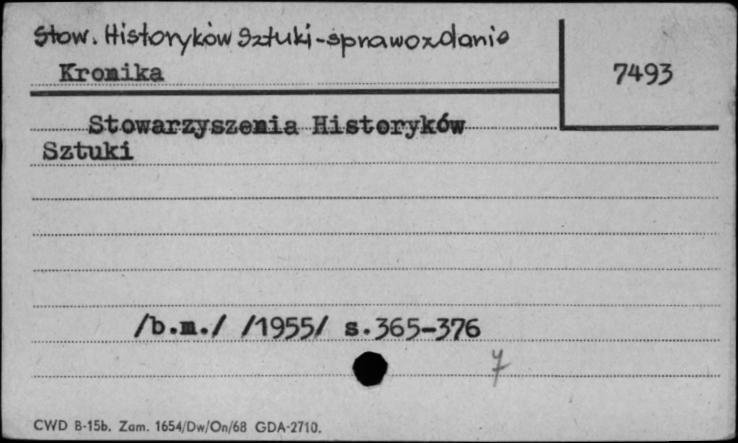 Stow. Historyków Sztuki - sprawozdanie
Kronika
7493
Stowarzyszenia Historyków
Sztuki
/b.m./ /1955/ s.365-376
7
CWD B-15b. Zam. 1654/Dw/On/68 GDA-2710.